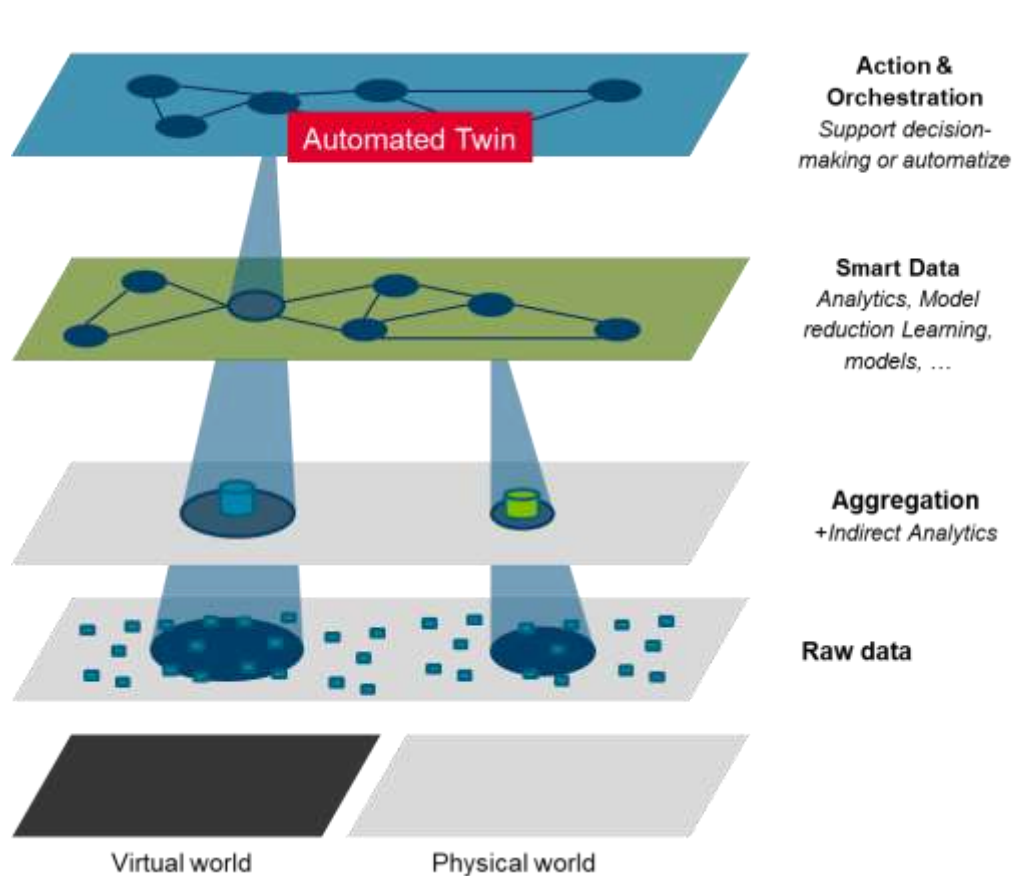 Action &
Orchestration
Support decision-
making or automatize
Automated Twin
Smart Data
Analytics, Model
reduction Learning,
models, …
Aggregation
+Indirect Analytics
Raw data
Virtual world
Physical world